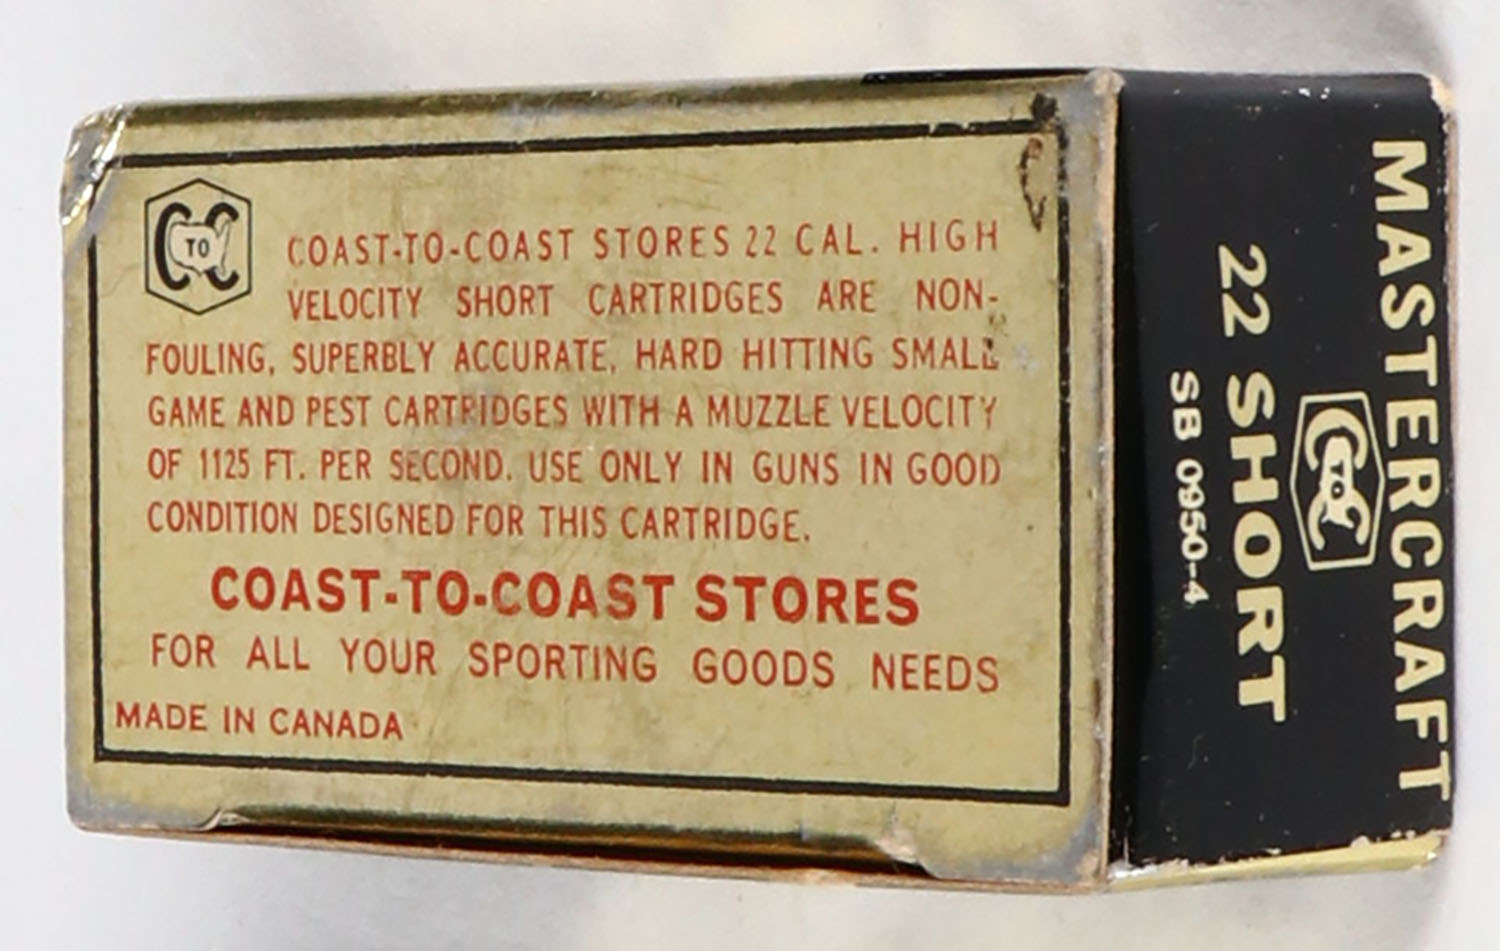 C TO C
COAST-TO-COAST STORES 22 CAL. HIGH
VELOCITY SHORT CARTRIDGES ARE NON-
FOULING, SUPERBLY ACCURATE, HARD HITTING SMALL
GAME AND PEST CARTRIDGES WITH A MUZZLE VELOCITY
OF 1125 FT. PER SECOND. USE ONLY IN GUNS IN GOOD
CONDITION DESIGNED FOR THIS CARTRIDGE.
COAST-TO-COAST STORES
FOR ALL YOUR SPORTING GOODS NEEDS
MADE IN CANADA
MASTERCRAFT
C TO C
22 SHORT
SB 0950-4